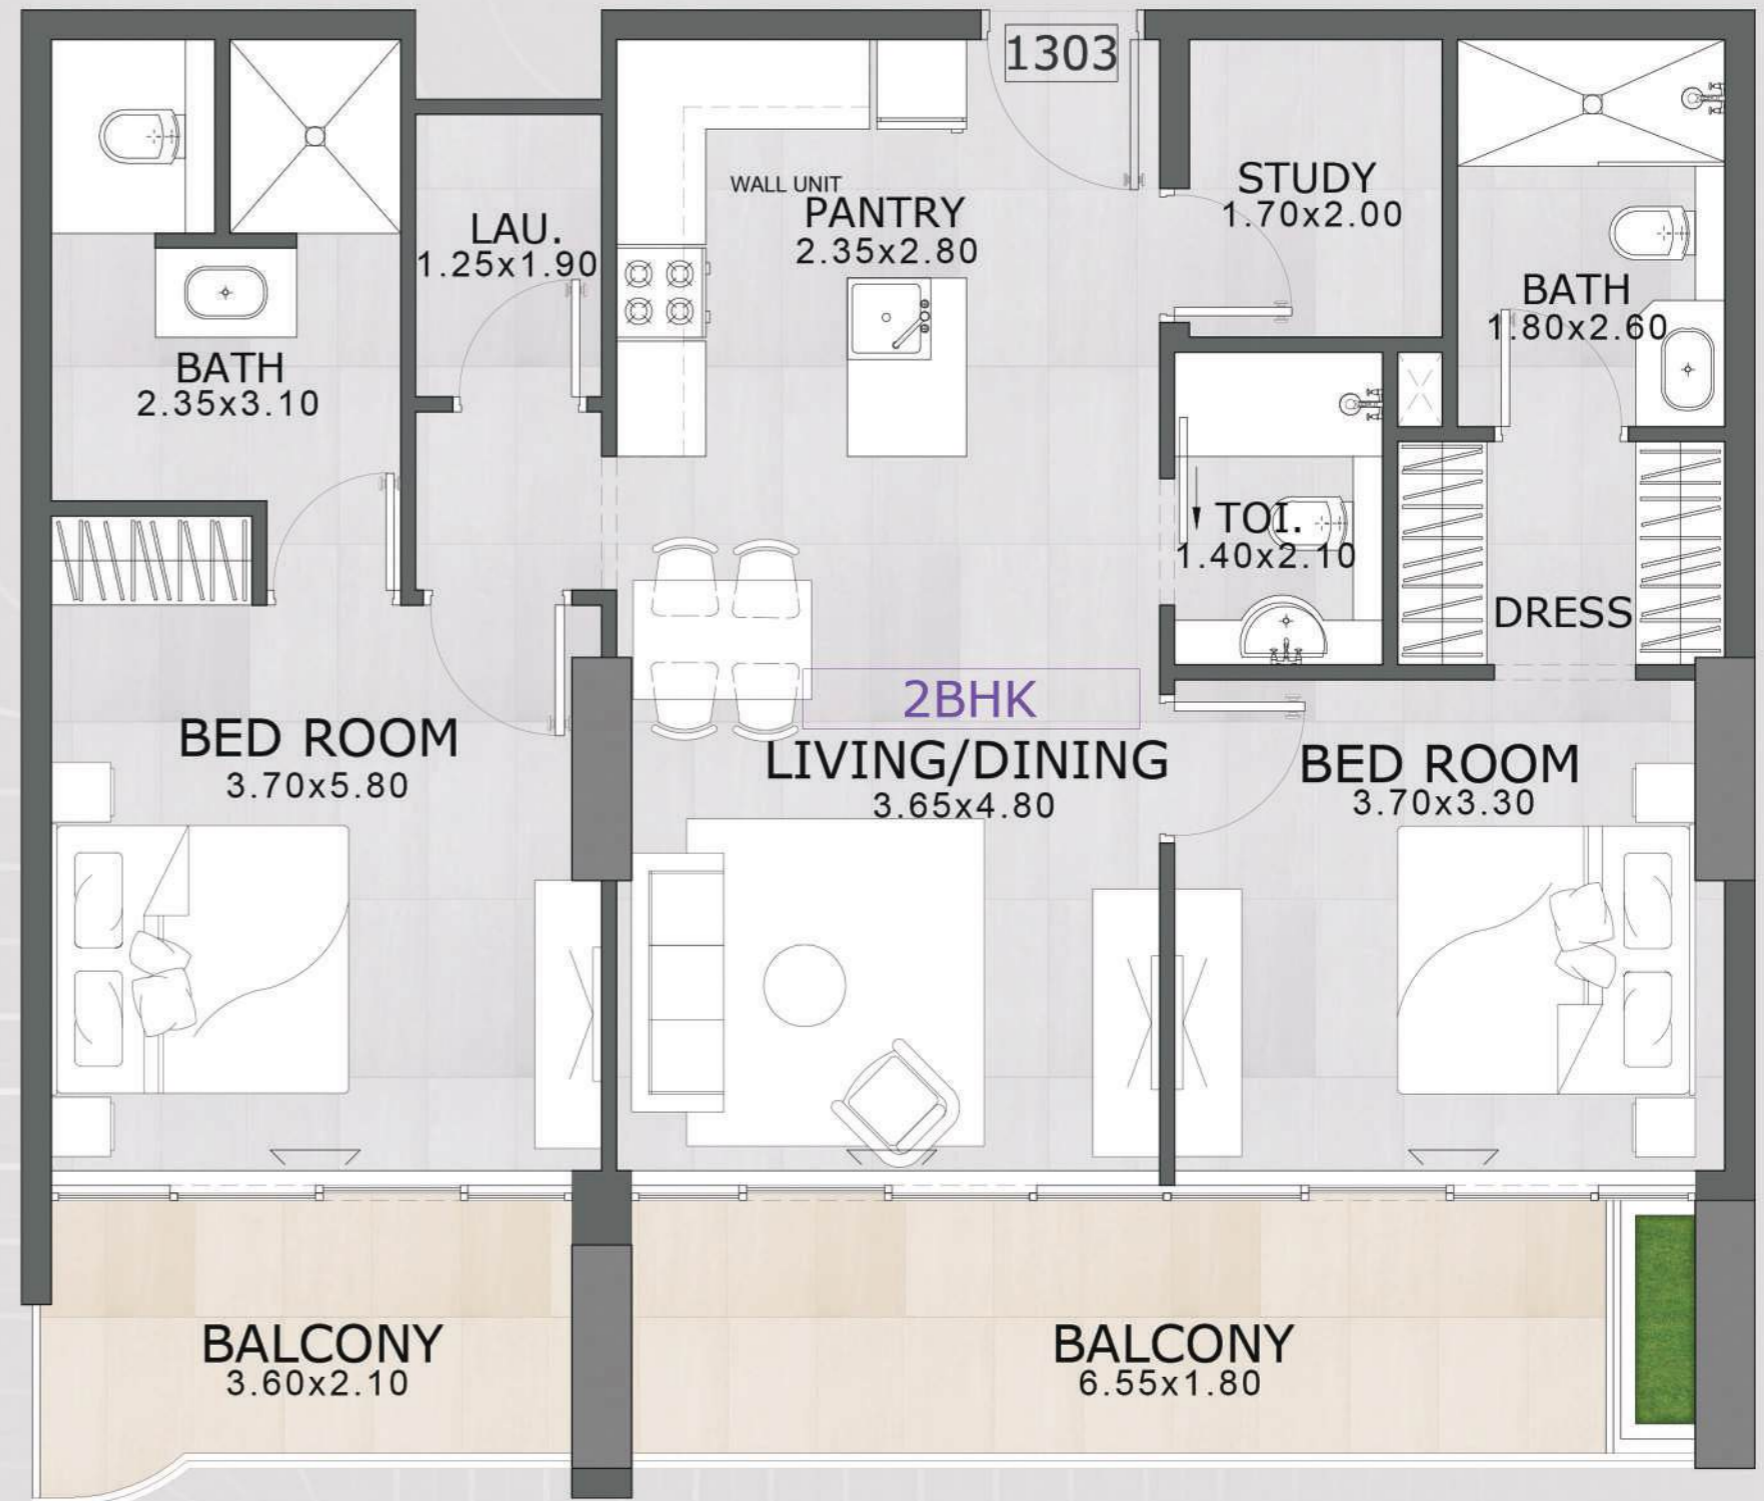 1303
STUDY
1.70x2.00
WALL UNIT
PANTRY
2.35x2.80
LAU.
1.25x1.90
BATH
1.80x2.60
BATH
2.35x3.10
TOI.
1.40x2.10
DRESS
2BHK
BED ROOM
3.70x5.80
LIVING/DINING
3.65x4.80
BED ROOM
3.70x3.30
BALCONY
3.60x2.10
BALCONY
6.55x1.80